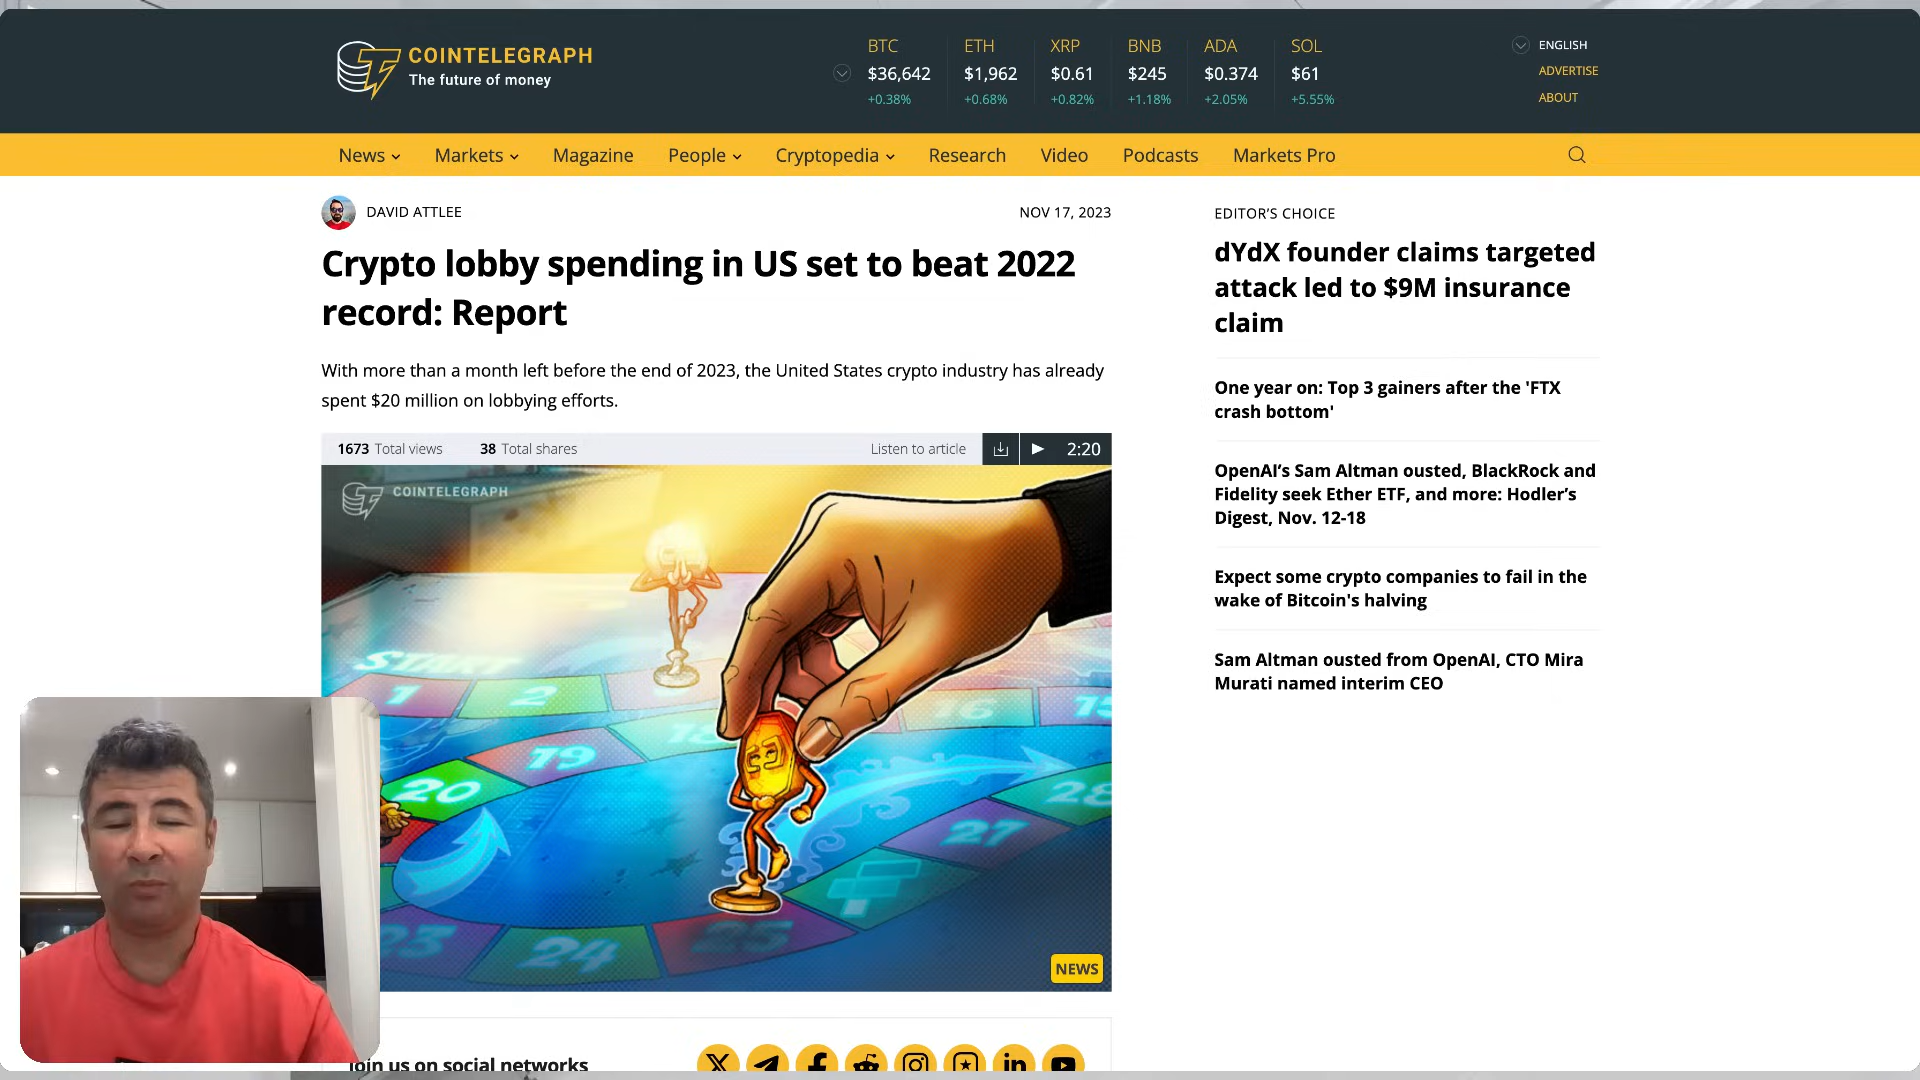 COINTELEGRAPH
The future of money
BTC
$36,642
+0.38%
ETH
$1,962
+0.68%
XRP
$0.61
+0.82%
BNB
$245
+1.18%
ADA
$0.374
+2.05%
SOL
$61
+5.55%
ENGLISH
ADVERTISE
ABOUT
News
Markets
Magazine
People
Cryptopedia
Research
Video
Podcasts
Markets Pro
DAVID ATTLEE
NOV 17, 2023
Crypto lobby spending in US set to beat 2022
record: Report
With more than a month left before the end of 2023, the United States crypto industry has already
spent $20 million on lobbying efforts.
1673 Total views
38 Total shares
Listen to article
2:20
COINTELEGRAPH
START
1
2
16
15
18
19
20
28
27
23
24
25
NEWS
Join us on social networks
EDITOR'S CHOICE
dYdX founder claims targeted
attack led to $9M insurance
claim
One year on: Top 3 gainers after the 'FTX
crash bottom'
OpenAI’s Sam Altman ousted, BlackRock and
Fidelity seek Ether ETF, and more: Hodler’s
Digest, Nov. 12-18
Expect some crypto companies to fail in the
wake of Bitcoin's halving
Sam Altman ousted from OpenAI, CTO Mira
Murati named interim CEO